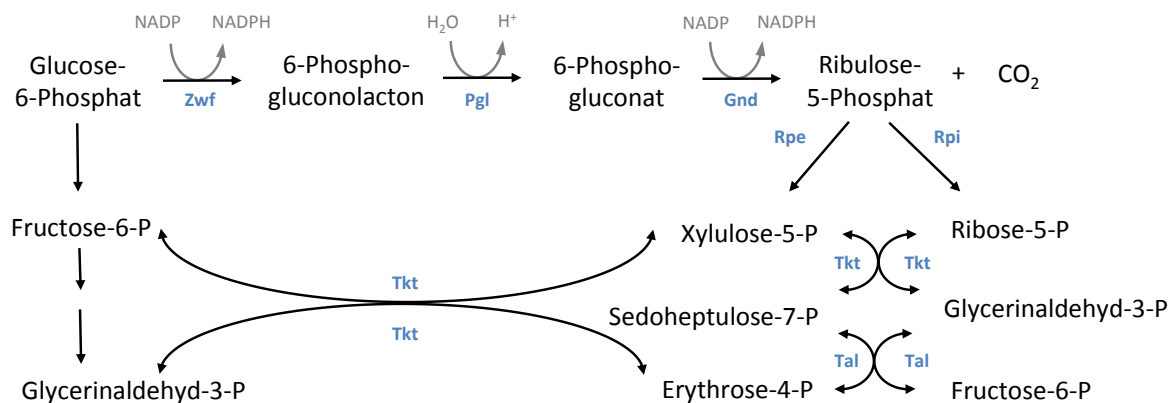 NADP NADPH H₂O H⁺ NADP NADPH
Glucose- 6-Phospho- 6-Phospho- Ribulose-
6-Phosphat gluconolacton gluconat 5-Phosphat + CO₂
Zwf Pgl Gnd
Rpe Rpi
Fructose-6-P Xylulose-5-P Ribose-5-P
Tkt Tkt Tkt
Sedoheptulose-7-P Glycerinaldehyd-3-P
Tkt Tal Tal
Glycerinaldehyd-3-P Erythrose-4-P Fructose-6-P